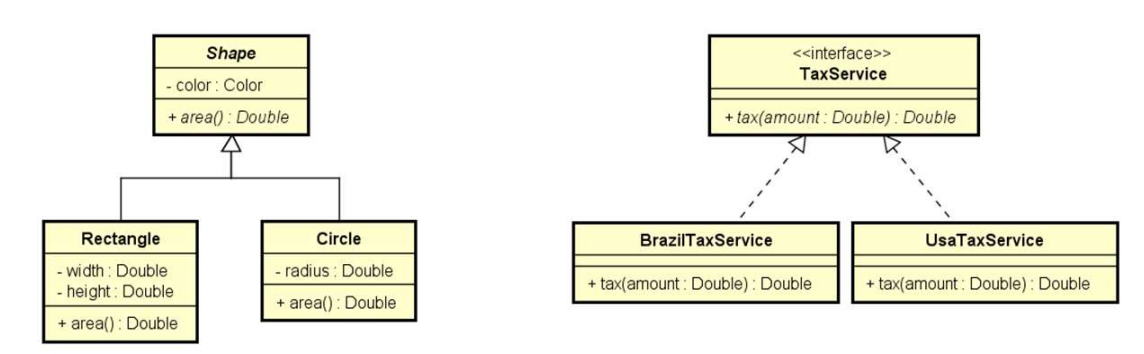 Shape
- color : Color
+ area() : Double
Rectangle
- width : Double
- height : Double
+ area() : Double
Circle
- radius : Double
+ area() : Double
<<interface>>
TaxService
+ tax(amount : Double) : Double
BrazilTaxService
+ tax(amount : Double) : Double
UsaTaxService
+ tax(amount : Double) : Double